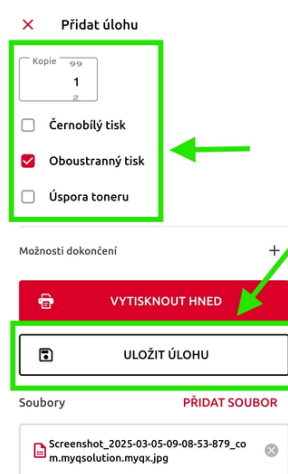 Přidat úlohu
Kopie
99
1
2
Černobílý tisk
Oboustranný tisk
Úspora toneru
Možnosti dokončení
VYTISKNOUT HNED
ULOŽIT ÚLOHU
Soubory PŘIDAT SOUBOR
Screenshot_2025-03-05-09-08-53-879_co
m.myqsolution.myqx.jpg